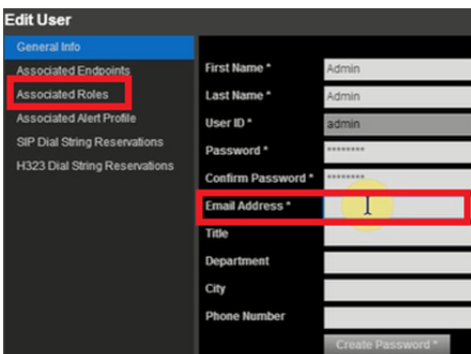 Edit User
General Info
Associated Endpoints
Associated Roles
Associated Alert Profile
SIP Dial String Reservations
H323 Dial String Reservations
First Name * Admin
Last Name * Admin
User ID * admin
Password * ********
Confirm Password * ********
Email Address *
Title
Department
City
Phone Number
Create Password *